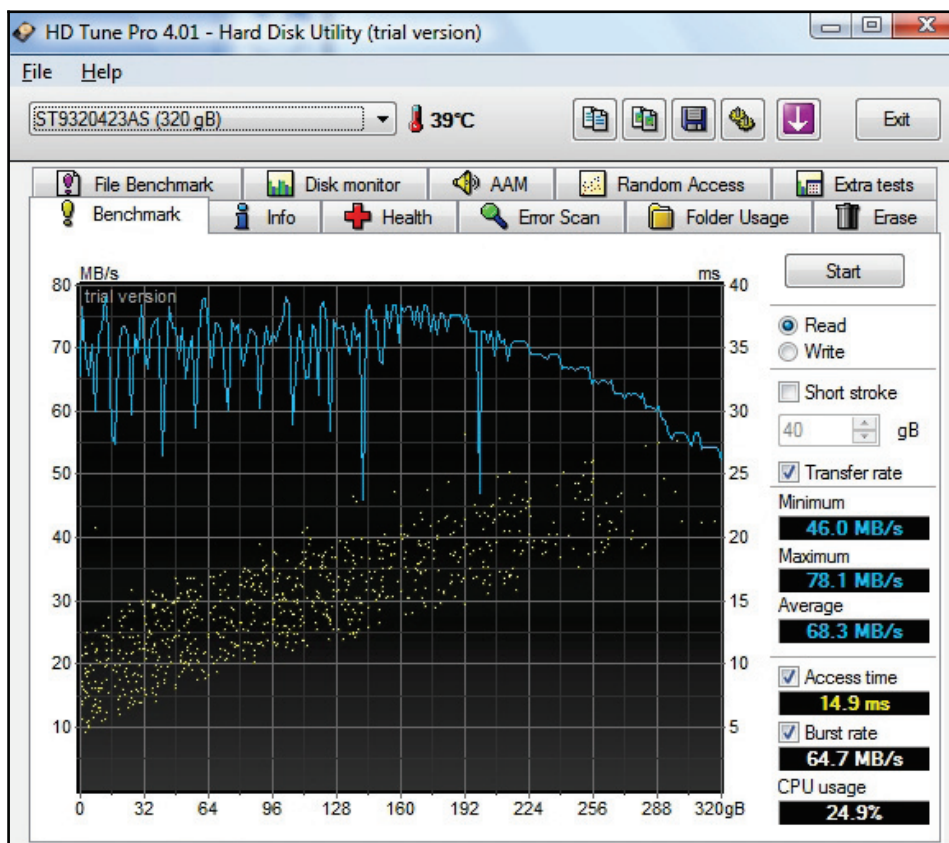 HD Tune Pro 4.01 - Hard Disk Utility (trial version)
File Help
ST9320423AS (320 gB) 39°C Exit
File Benchmark Disk monitor AAM Random Access Extra tests
Benchmark Info Health Error Scan Folder Usage Erase
MB/s ms Start
80 40
trial version
Read
70 35
Write
60 30
Short stroke
40 gB
50 25
Transfer rate
Minimum
46.0 MB/s
40 20
Maximum
78.1 MB/s
30 15
Average
68.3 MB/s
20 10
Access time
14.9 ms
10 5
Burst rate
64.7 MB/s
CPU usage
24.9%
0 32 64 96 128 160 192 224 256 288 320gB